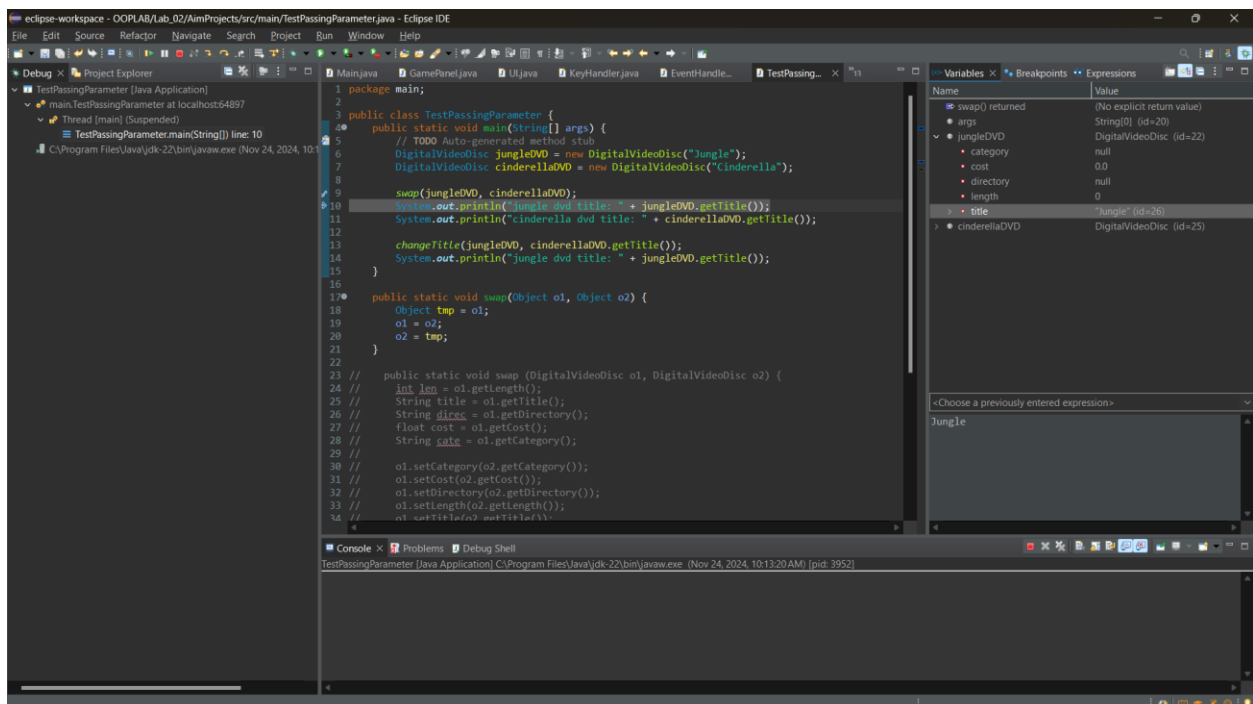 eclipse-workspace - OOPLAB/Lab_02/AimProjects/src/main/TestPassingParameter.java - Eclipse IDE
File Edit Source Refactor Navigate Search Project Run Window Help
Debug Project Explorer
TestPassingParameter [Java Application]
main.TestPassingParameter at localhost:64897
Thread [main] (Suspended)
TestPassingParameter.main(String[]) line: 10
C:\Program Files\Java\jdk-22\bin\javaw.exe (Nov 24, 2024, 10:1
Main.java GamePanel.java UI.java KeyHandler.java EventHandle... TestPassing... 11
1 package main;
2
3 public class TestPassingParameter {
4 public static void main(String[] args) {
5 // TODO Auto-generated method stub
6 DigitalVideoDisc jungleDVD = new DigitalVideoDisc("Jungle");
7 DigitalVideoDisc cinderellaDVD = new DigitalVideoDisc("Cinderella");
8
9 swap(jungleDVD, cinderellaDVD);
10 System.out.println("jungle dvd title: " + jungleDVD.getTitle());
11 System.out.println("cinderella dvd title: " + cinderellaDVD.getTitle());
12
13 changeTitle(jungleDVD, cinderellaDVD.getTitle());
14 System.out.println("jungle dvd title: " + jungleDVD.getTitle());
15 }
16
17 public static void swap(Object o1, Object o2) {
18 Object tmp = o1;
19 o1 = o2;
20 o2 = tmp;
21 }
22
23 // public static void swap (DigitalVideoDisc o1, DigitalVideoDisc o2) {
24 // int len = o1.getLength();
25 // String title = o1.getTitle();
26 // String direc = o1.getDirectory();
27 // float cost = o1.getCost();
28 // String cate = o1.getCategory();
29 //
30 // o1.setCategory(o2.getCategory());
31 // o1.setCost(o2.getCost());
32 // o1.setDirectory(o2.getDirectory());
33 // o1.setLength(o2.getLength());
34 // o1.setTitle(o2.getTitle());
Variables Breakpoints Expressions
Name Value
swap() returned (No explicit return value)
args String[0] (id=20)
jungleDVD DigitalVideoDisc (id=22)
category null
cost 0.0
directory null
length 0
title "Jungle" (id=26)
cinderellaDVD DigitalVideoDisc (id=25)
<Choose a previously entered expression>
Jungle
Console Problems Debug Shell
TestPassingParameter [Java Application] C:\Program Files\Java\jdk-22\bin\javaw.exe (Nov 24, 2024, 10:13:20 AM) [pid: 3952]